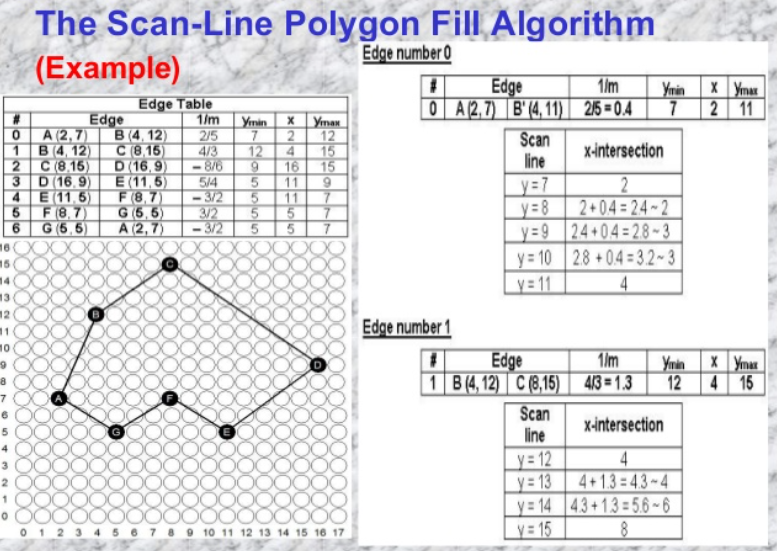 The Scan-Line Polygon Fill Algorithm
(Example)
Edge Table
# Edge 1/m ymin x ymax
0 A (2, 7) B (4, 12) 2/5 7 2 12
1 B (4, 12) C (8,15) 4/3 12 4 15
2 C (8,15) D (16, 9) – 8/6 9 16 15
3 D (16, 9) E (11, 5) 5/4 5 11 9
4 E (11, 5) F (8, 7) – 3/2 5 11 7
5 F (8, 7) G (5, 5) 3/2 5 5 7
6 G (5, 5) A (2, 7) – 3/2 5 5 7
16
15
14
13
12
11
10
9
8
7
6
5
4
3
2
1
0
C
B
D
A
F
G
E
0 1 2 3 4 5 6 7 8 9 10 11 12 13 14 15 16 17
Edge number 0
# Edge 1/m ymin x ymax
0 A (2, 7) B' (4, 11) 2/5 = 0.4 7 2 11
Scan line x-intersection
y = 7 2
y = 8 2 + 0.4 = 2.4 ~ 2
y = 9 2.4 + 0.4 = 2.8 ~ 3
y = 10 2.8 + 0.4 = 3.2 ~ 3
y = 11 4
Edge number 1
# Edge 1/m ymin x ymax
1 B (4, 12) C (8,15) 4/3 = 1.3 12 4 15
Scan line x-intersection
y = 12 4
y = 13 4 + 1.3 = 4.3 ~ 4
y = 14 4.3 + 1.3 = 5.6 ~ 6
y = 15 8